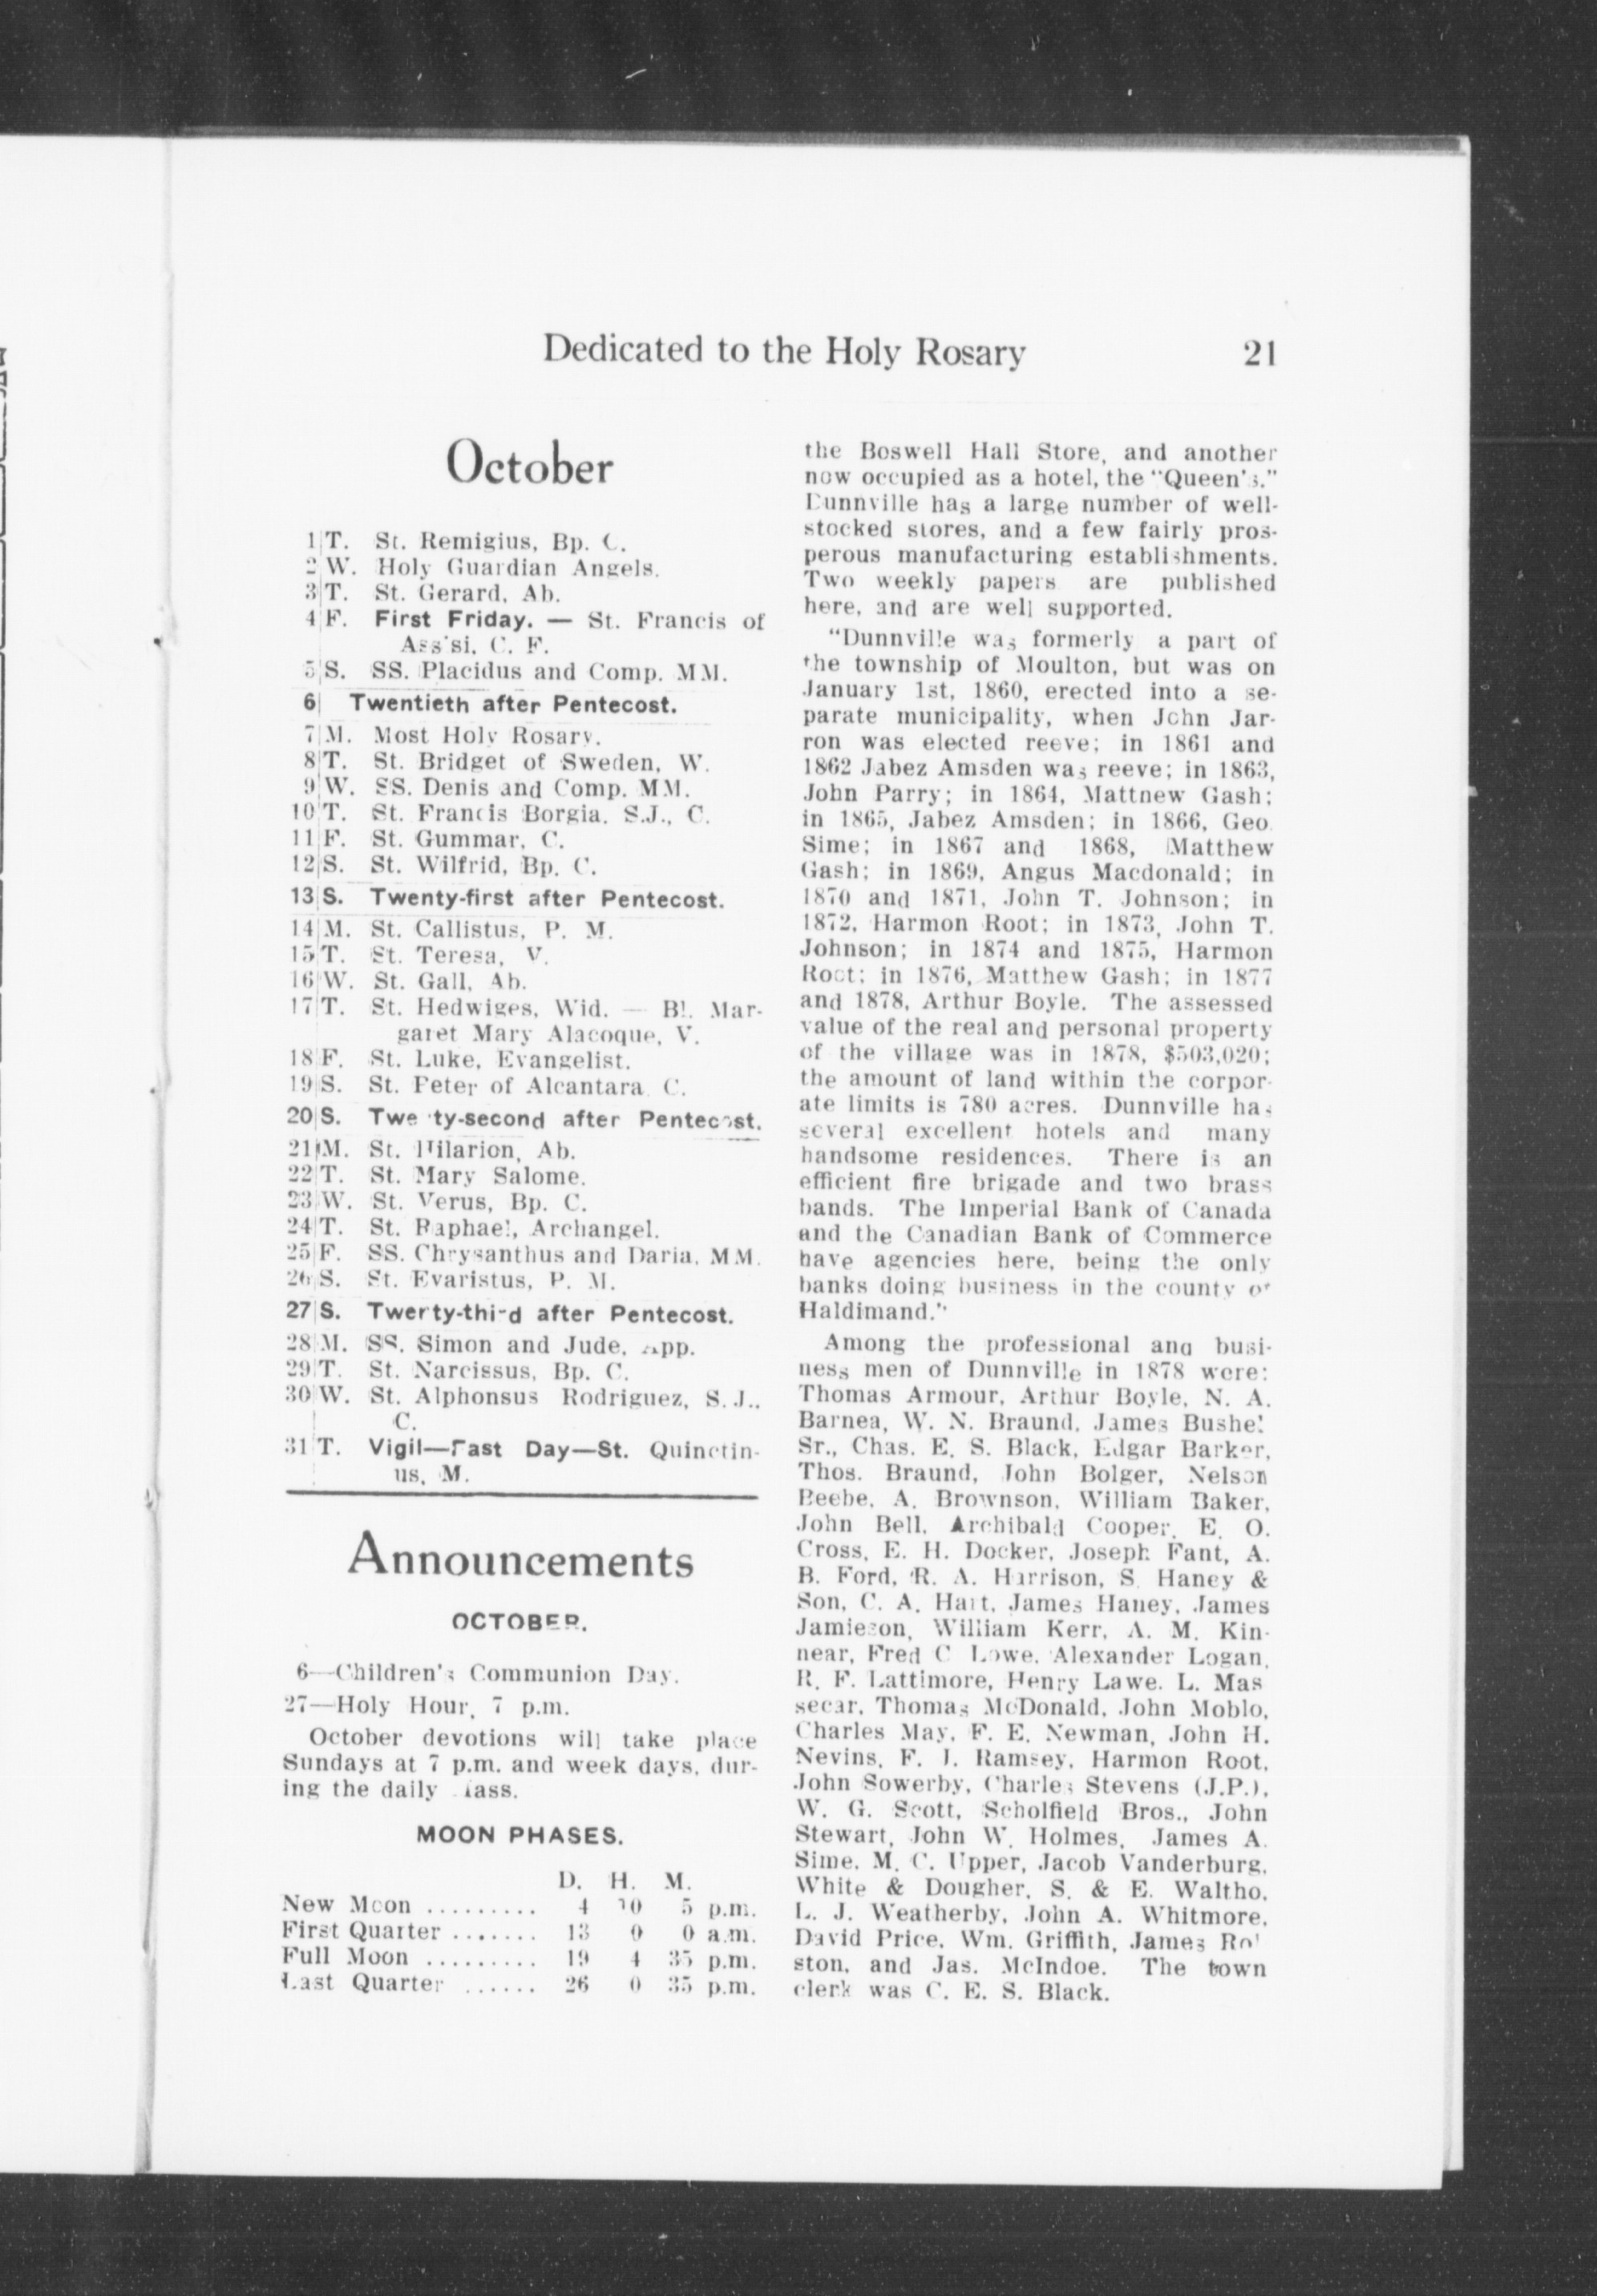 Dedicated to the Holy Rosary 21
October
1 T. St. Remigius, Bp. C.
2 W. Holy Guardian Angels.
3 T. St. Gerard, Ab.
4 F. First Friday. — St. Francis of
Assisi, C. F.
5 S. SS. Placidus and Comp. MM.
6 Twentieth after Pentecost.
7 M. Most Holy Rosary.
8 T. St. Bridget of Sweden, W.
9 W. SS. Denis and Comp. MM.
10 T. St. Francis Borgia, S.J., C.
11 F. St. Gummar, C.
12 S. St. Wilfrid, Bp. C.
13 S. Twenty-first after Pentecost.
14 M. St. Callistus, P. M.
15 T. St. Teresa, V.
16 W. St. Gall, Ab.
17 T. St. Hedwiges, Wid. — Bl. Mar-
garet Mary Alacoque, V.
18 F. St. Luke, Evangelist.
19 S. St. Peter of Alcantara, C.
20 S. Twenty-second after Pentecost.
21 M. St. Hilarion, Ab.
22 T. St. Mary Salome.
23 W. St. Verus, Bp. C.
24 T. St. Raphael, Archangel.
25 F. SS. Chrysanthus and Daria, MM.
26 S. St. Evaristus, P. M.
27 S. Twenty-third after Pentecost.
28 M. SS. Simon and Jude, App.
29 T. St. Narcissus, Bp. C.
30 W. St. Alphonsus Rodriguez, S. J.,
C.
31 T. Vigil—Fast Day—St. Quinctin-
us, M.
Announcements
OCTOBER.
6—Children's Communion Day.
27—Holy Hour, 7 p.m.
October devotions will take place
Sundays at 7 p.m. and week days, dur-
ing the daily Mass.
MOON PHASES.
D. H. M.
New Moon ......... 4 10 5 p.m.
First Quarter ....... 13 0 0 a.m.
Full Moon ......... 19 4 35 p.m.
Last Quarter ...... 26 0 35 p.m.
the Boswell Hall Store, and another
now occupied as a hotel, the "Queen's."
Dunnville has a large number of well-
stocked stores, and a few fairly pros-
perous manufacturing establishments.
Two weekly papers are published
here, and are well supported.
"Dunnville was formerly a part of
the township of Moulton, but was on
January 1st, 1860, erected into a se-
parate municipality, when John Jar-
ron was elected reeve; in 1861 and
1862 Jabez Amsden was reeve; in 1863,
John Parry; in 1864, Mattnew Gash;
in 1865, Jabez Amsden; in 1866, Geo.
Sime; in 1867 and 1868, Matthew
Gash; in 1869, Angus Macdonald; in
1870 and 1871, John T. Johnson; in
1872, Harmon Root; in 1873, John T.
Johnson; in 1874 and 1875, Harmon
Root; in 1876, Matthew Gash; in 1877
and 1878, Arthur Boyle. The assessed
value of the real and personal property
of the village was in 1878, $503,020;
the amount of land within the corpor-
ate limits is 780 acres. Dunnville has
several excellent hotels and many
handsome residences. There is an
efficient fire brigade and two brass
bands. The Imperial Bank of Canada
and the Canadian Bank of Commerce
have agencies here, being the only
banks doing business in the county of
Haldimand."
Among the professional and busi-
ness men of Dunnville in 1878 were:
Thomas Armour, Arthur Boyle, N. A.
Barnea, W. N. Braund, James Bushel
Sr., Chas. E. S. Black, Edgar Barker,
Thos. Braund, John Bolger, Nelson
Beebe, A. Brownson, William Baker,
John Bell, Archibald Cooper, E. O.
Cross, E. H. Docker, Joseph Fant, A.
B. Ford, R. A. Harrison, S. Haney &
Son, C. A. Hart, James Haney, James
Jamieson, William Kerr, A. M. Kin-
near, Fred C. Lowe, Alexander Logan,
R. F. Lattimore, Henry Lawe, L. Mas
secar, Thomas McDonald, John Moblo,
Charles May, F. E. Newman, John H.
Nevins, F. J. Ramsey, Harmon Root,
John Sowerby, Charles Stevens (J.P.),
W. G. Scott, Scholfield Bros., John
Stewart, John W. Holmes, James A.
Sime, M. C. Upper, Jacob Vanderburg,
White & Dougher, S. & E. Waltho,
L. J. Weatherby, John A. Whitmore,
David Price, Wm. Griffith, James Rol
ston, and Jas. McIndoe. The town
clerk was C. E. S. Black.